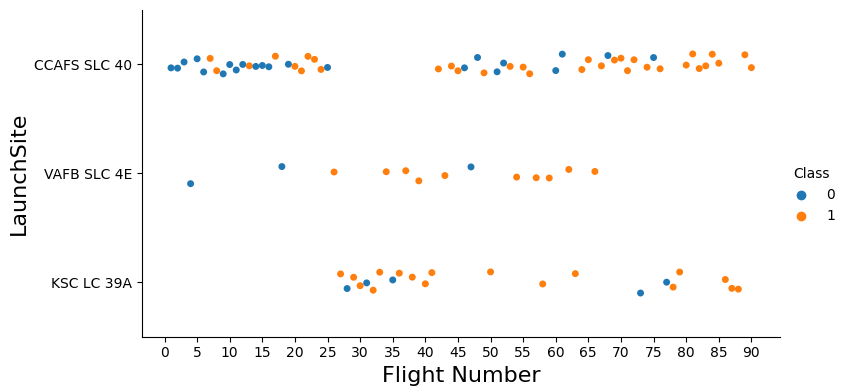 LaunchSite
CCAFS SLC 40
VAFB SLC 4E
KSC LC 39A
0 5 10 15 20 25 30 35 40 45 50 55 60 65 70 75 80 85 90
Flight Number
Class
0
1